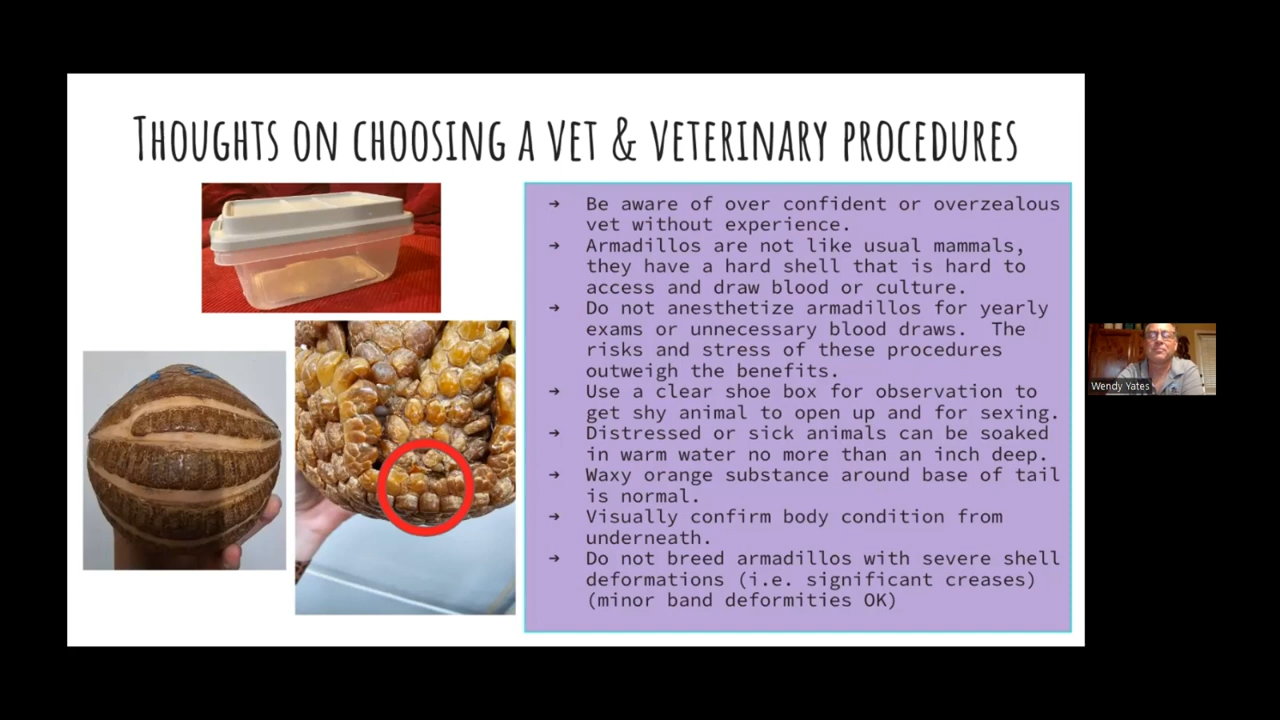 THOUGHTS ON CHOOSING A VET & VETERINARY PROCEDURES
➔ Be aware of over confident or overzealous
vet without experience.
➔ Armadillos are not like usual mammals,
they have a hard shell that is hard to
access and draw blood or culture.
➔ Do not anesthetize armadillos for yearly
exams or unnecessary blood draws. The
risks and stress of these procedures
outweigh the benefits.
➔ Use a clear shoe box for observation to
get shy animal to open up and for sexing.
➔ Distressed or sick animals can be soaked
in warm water no more than an inch deep.
➔ Waxy orange substance around base of tail
is normal.
➔ Visually confirm body condition from
underneath.
➔ Do not breed armadillos with severe shell
deformations (i.e. significant creases)
(minor band deformities OK)
Wendy Yates